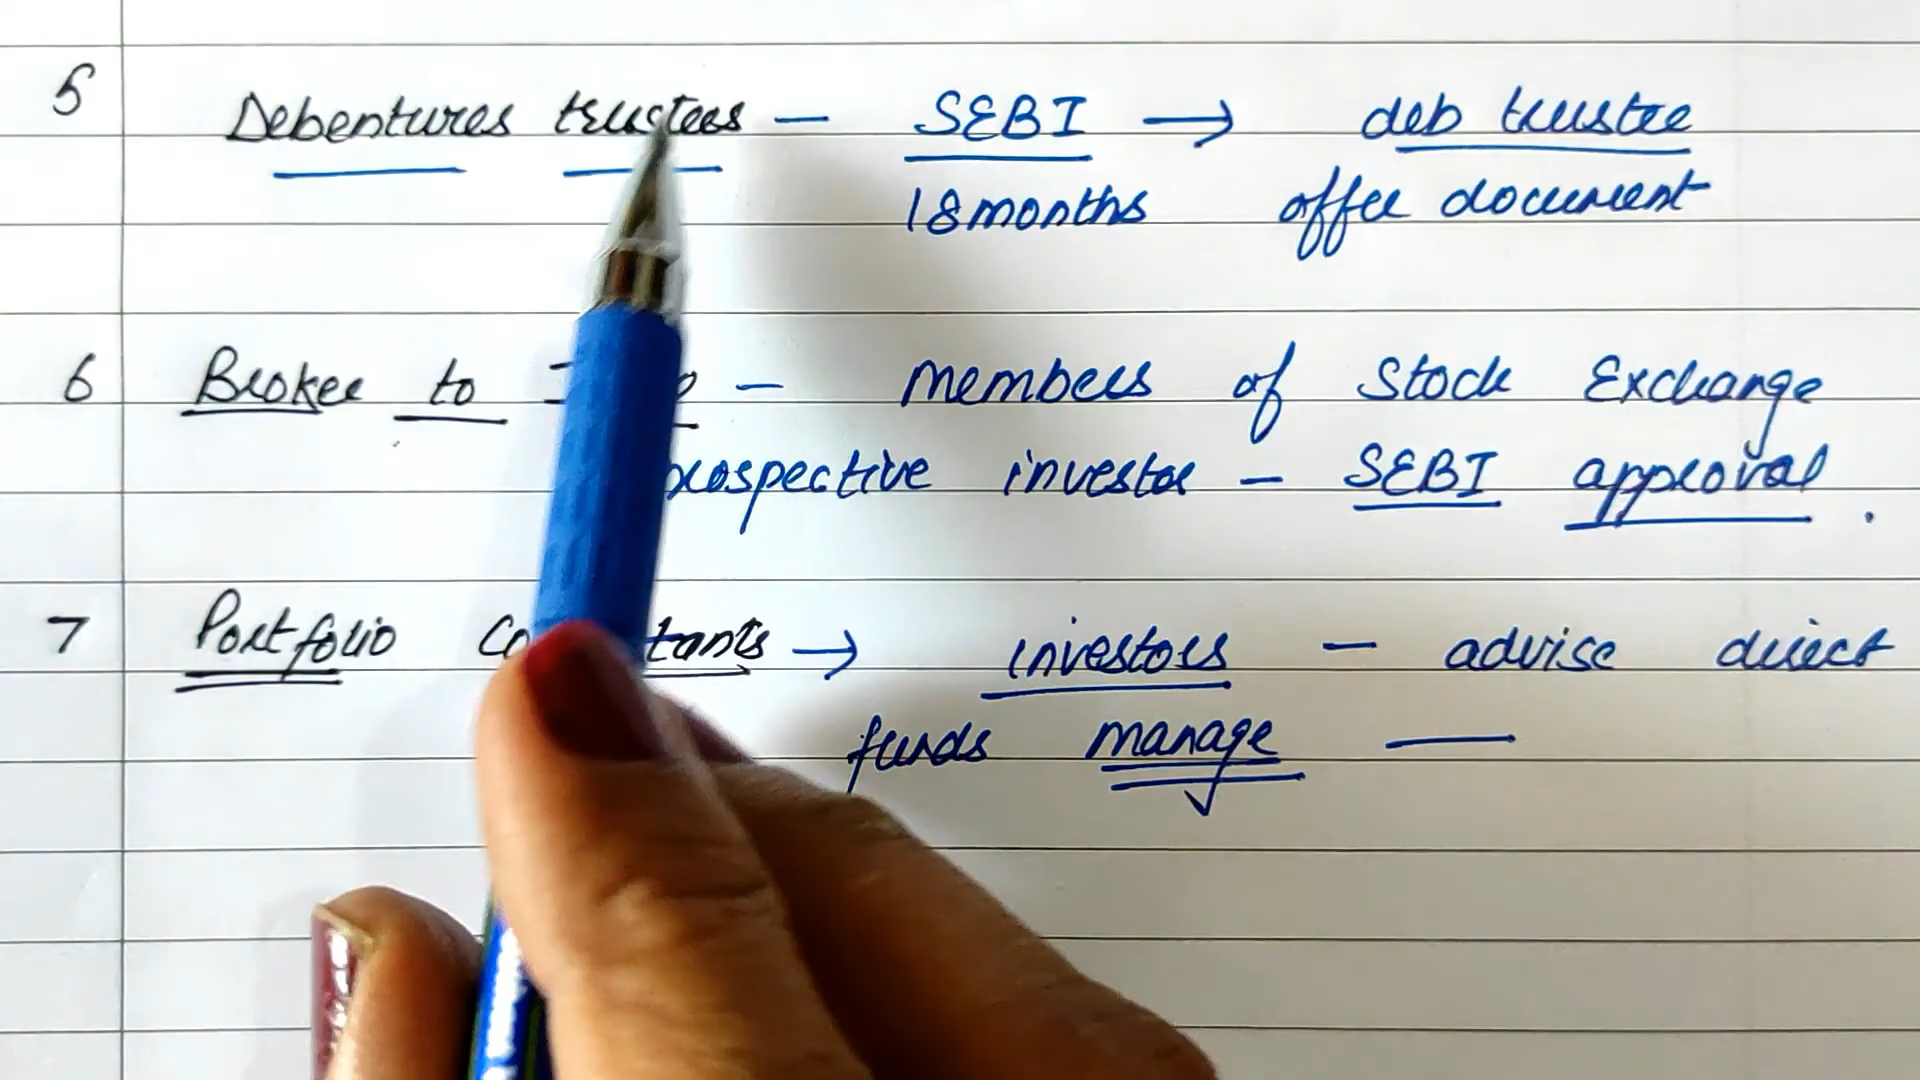 5 Debentures trustees — SEBI → deb trustee
18 months offer document
6 Broker to — members of Stock Exchange
prospective investor — SEBI approval.
7 Portfolio → investors — advise direct
funds manage —